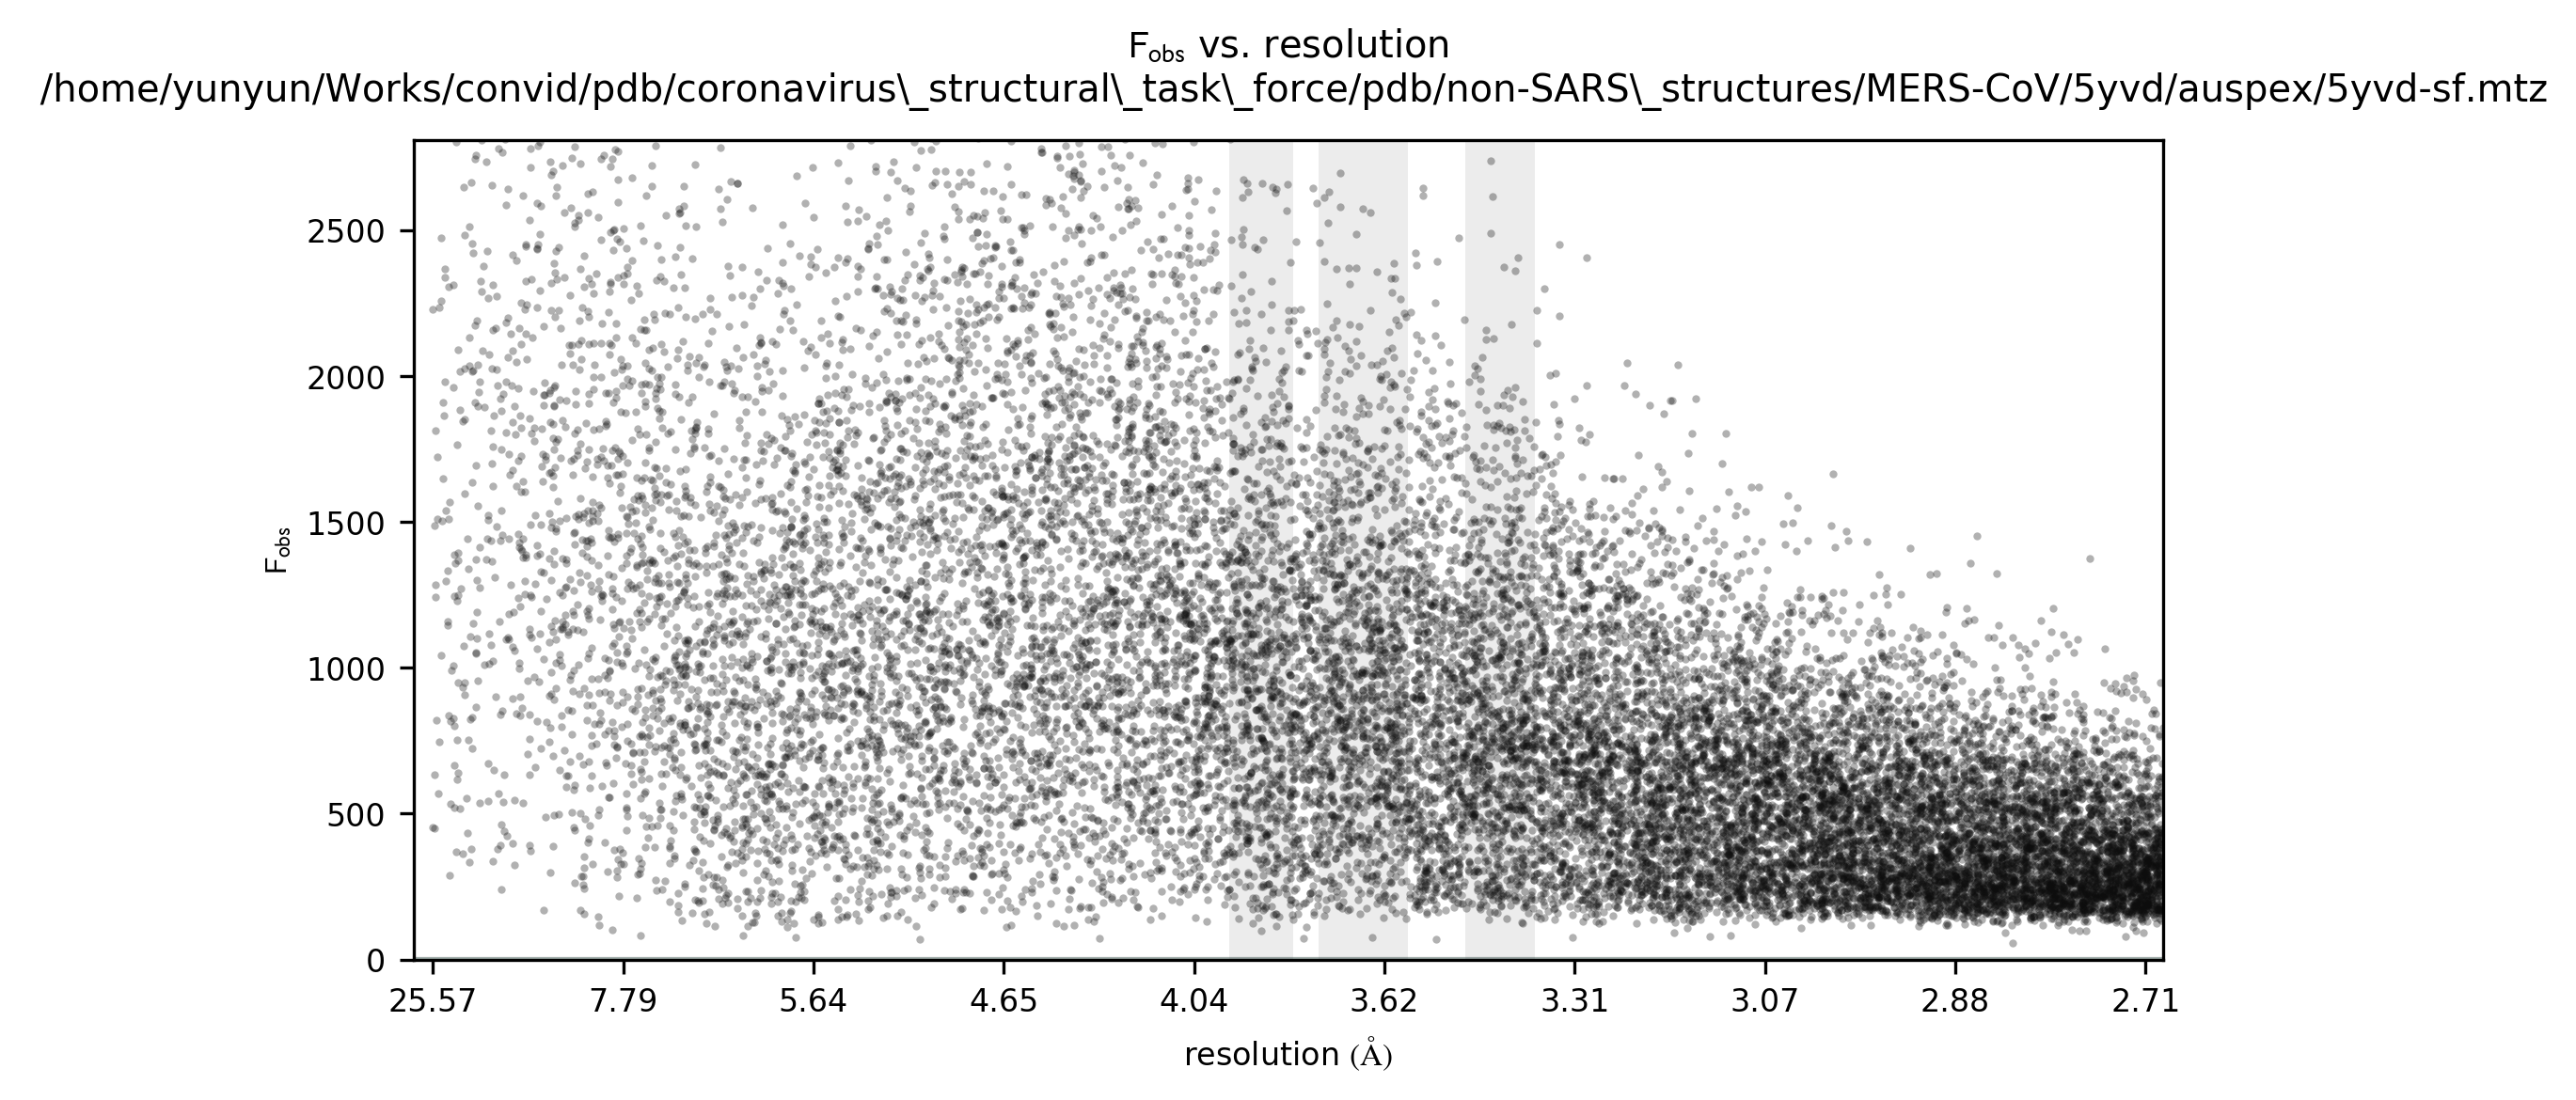 F_obs vs. resolution
/home/yunyun/Works/convid/pdb/coronavirus\_structural\_task\_force/pdb/non-SARS\_structures/MERS-CoV/5yvd/auspex/5yvd-sf.mtz
F_obs
2500
2000
1500
1000
500
0
25.57 7.79 5.64 4.65 4.04 3.62 3.31 3.07 2.88 2.71
resolution (Å)